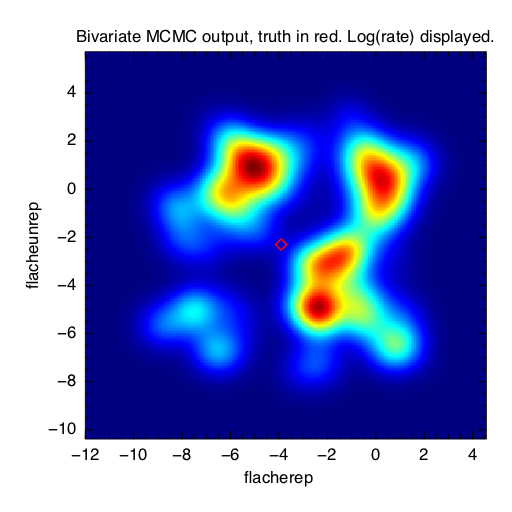 Bivariate MCMC output, truth in red. Log(rate) displayed.
4
2
0
−2
−4
−6
−8
−10
flacheunrep
−12 −10 −8 −6 −4 −2 0 2 4
flacherep